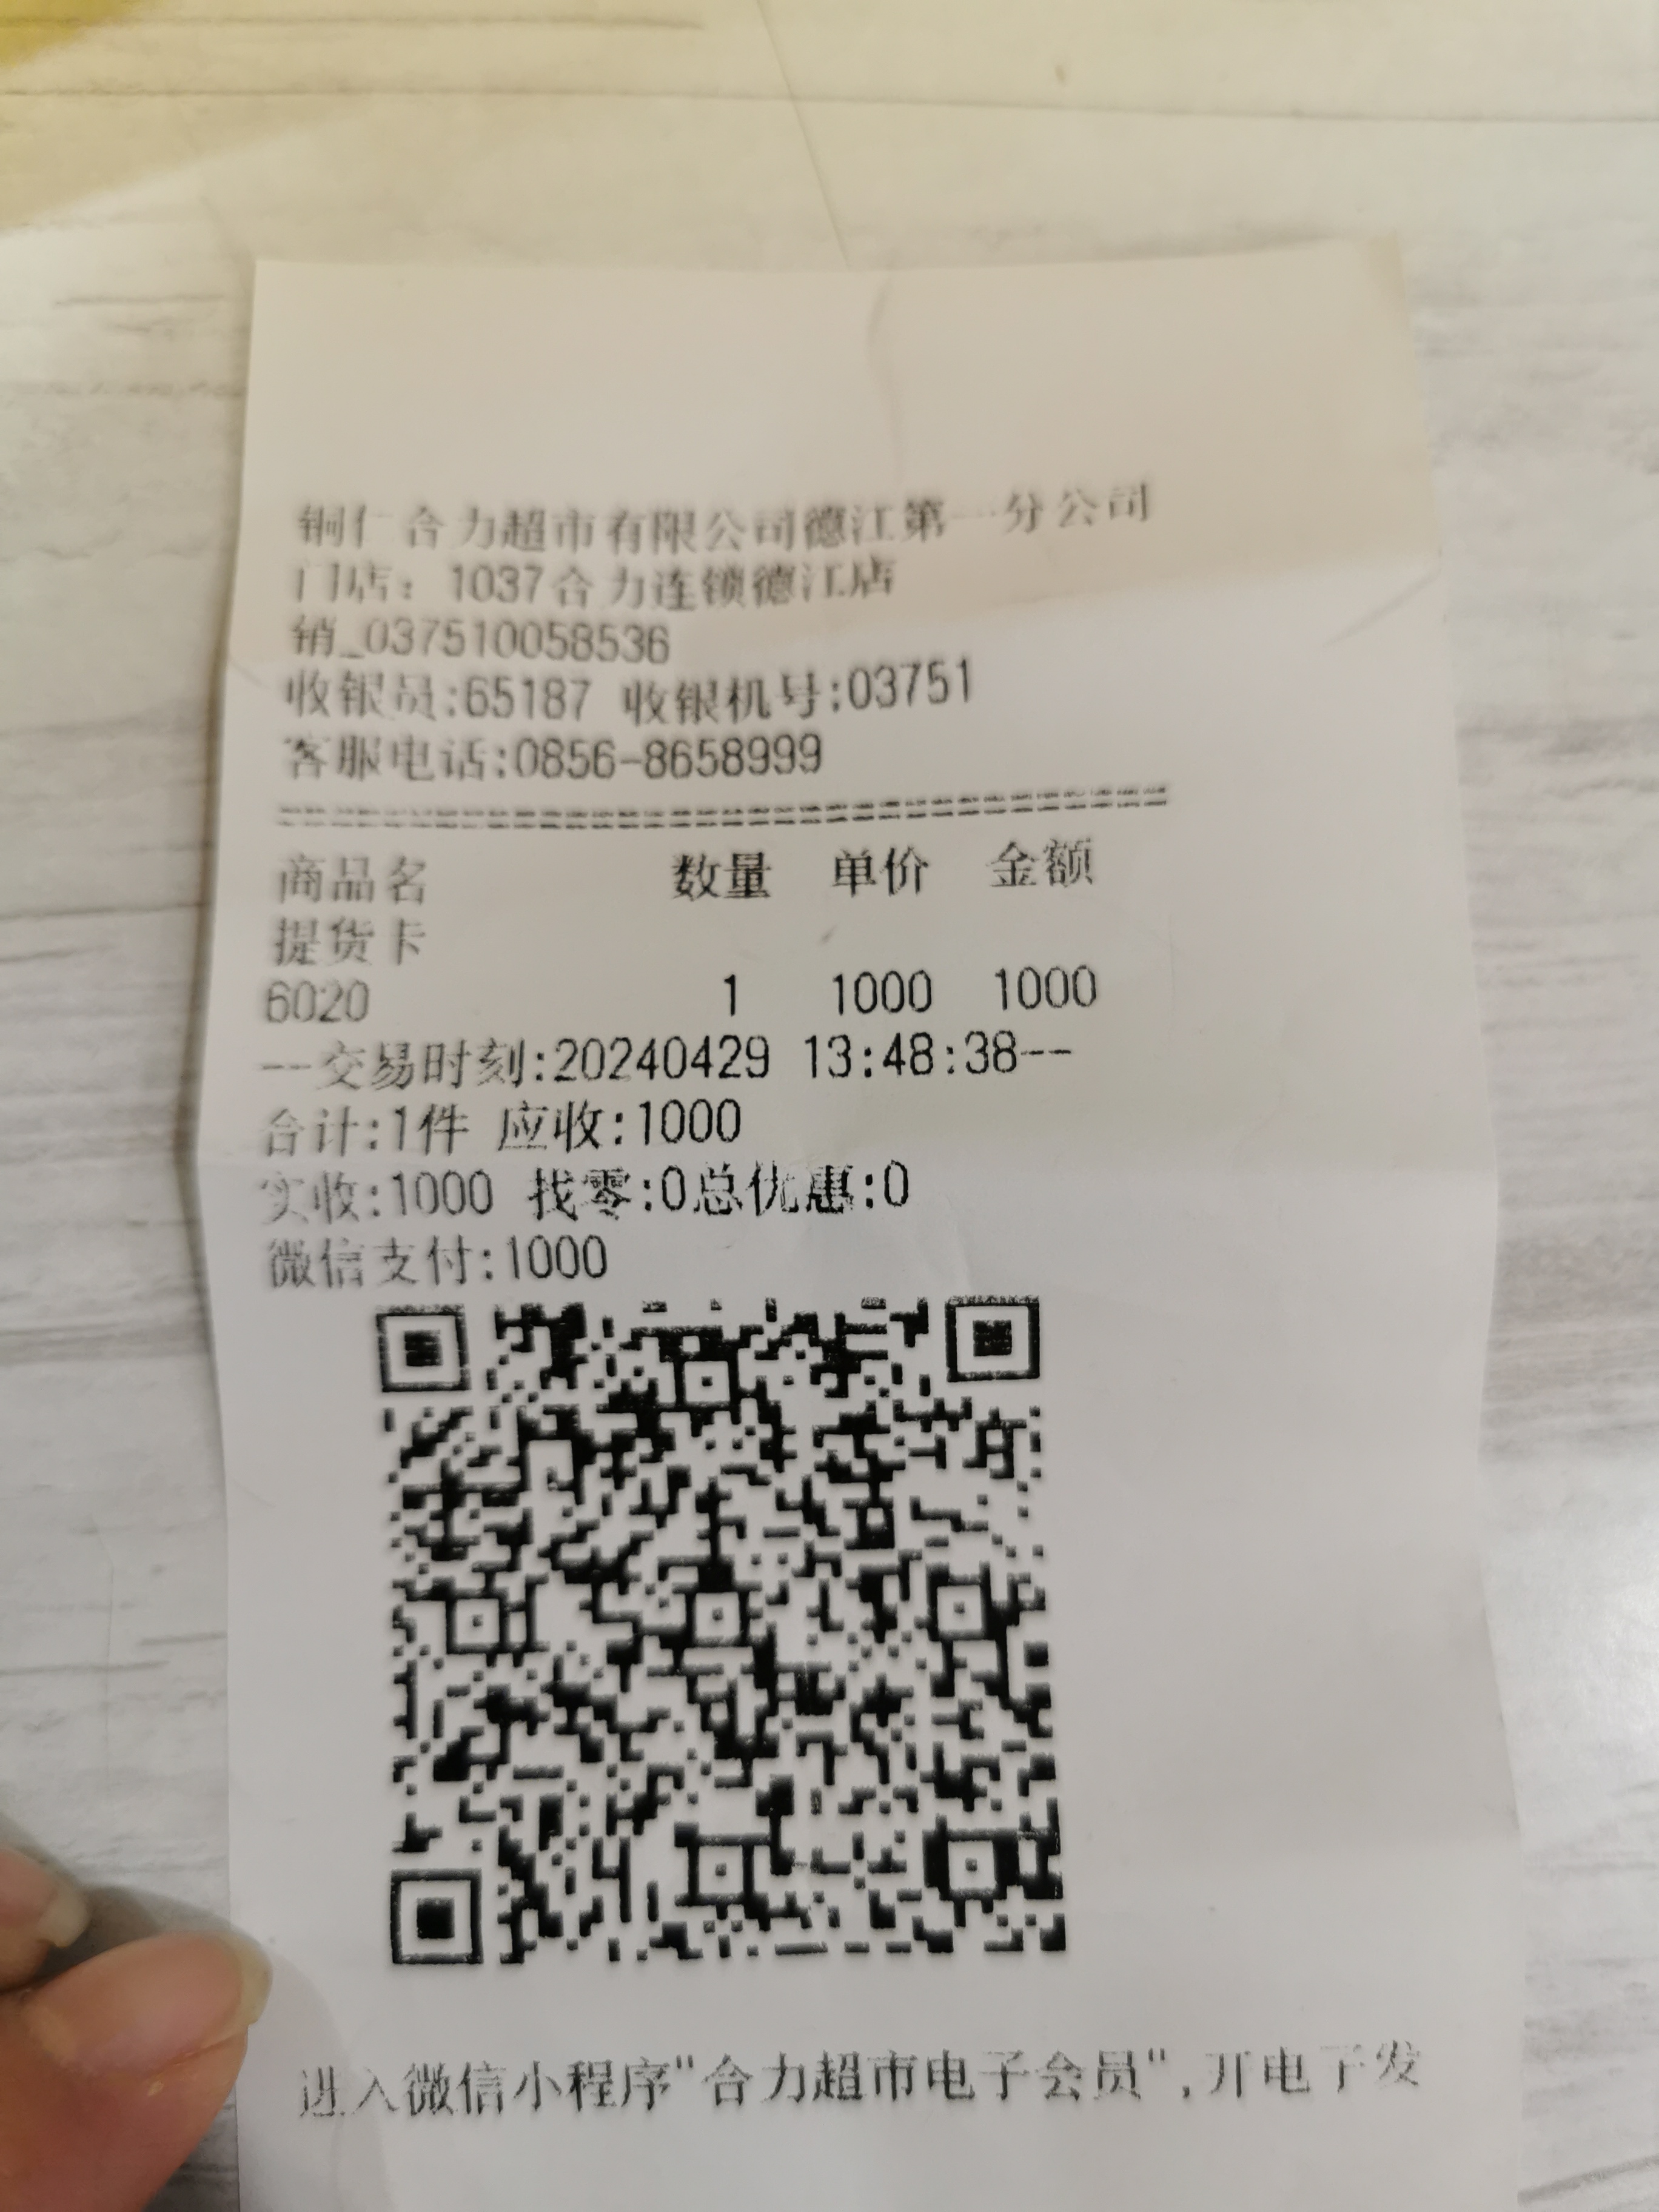 铜仁合力超市有限公司德江第一分公司
门店：1037合力连锁德江店
销_037510058536
收银员:65187 收银机号:03751
客服电话:0856-8658999
==================================
商品名 数量 单价 金额
提货卡
6020 1 1000 1000
--交易时刻:20240429 13:48:38--
合计:1件 应收:1000
实收:1000 找零:0总优惠:0
微信支付:1000
进入微信小程序"合力超市电子会员",开电子发